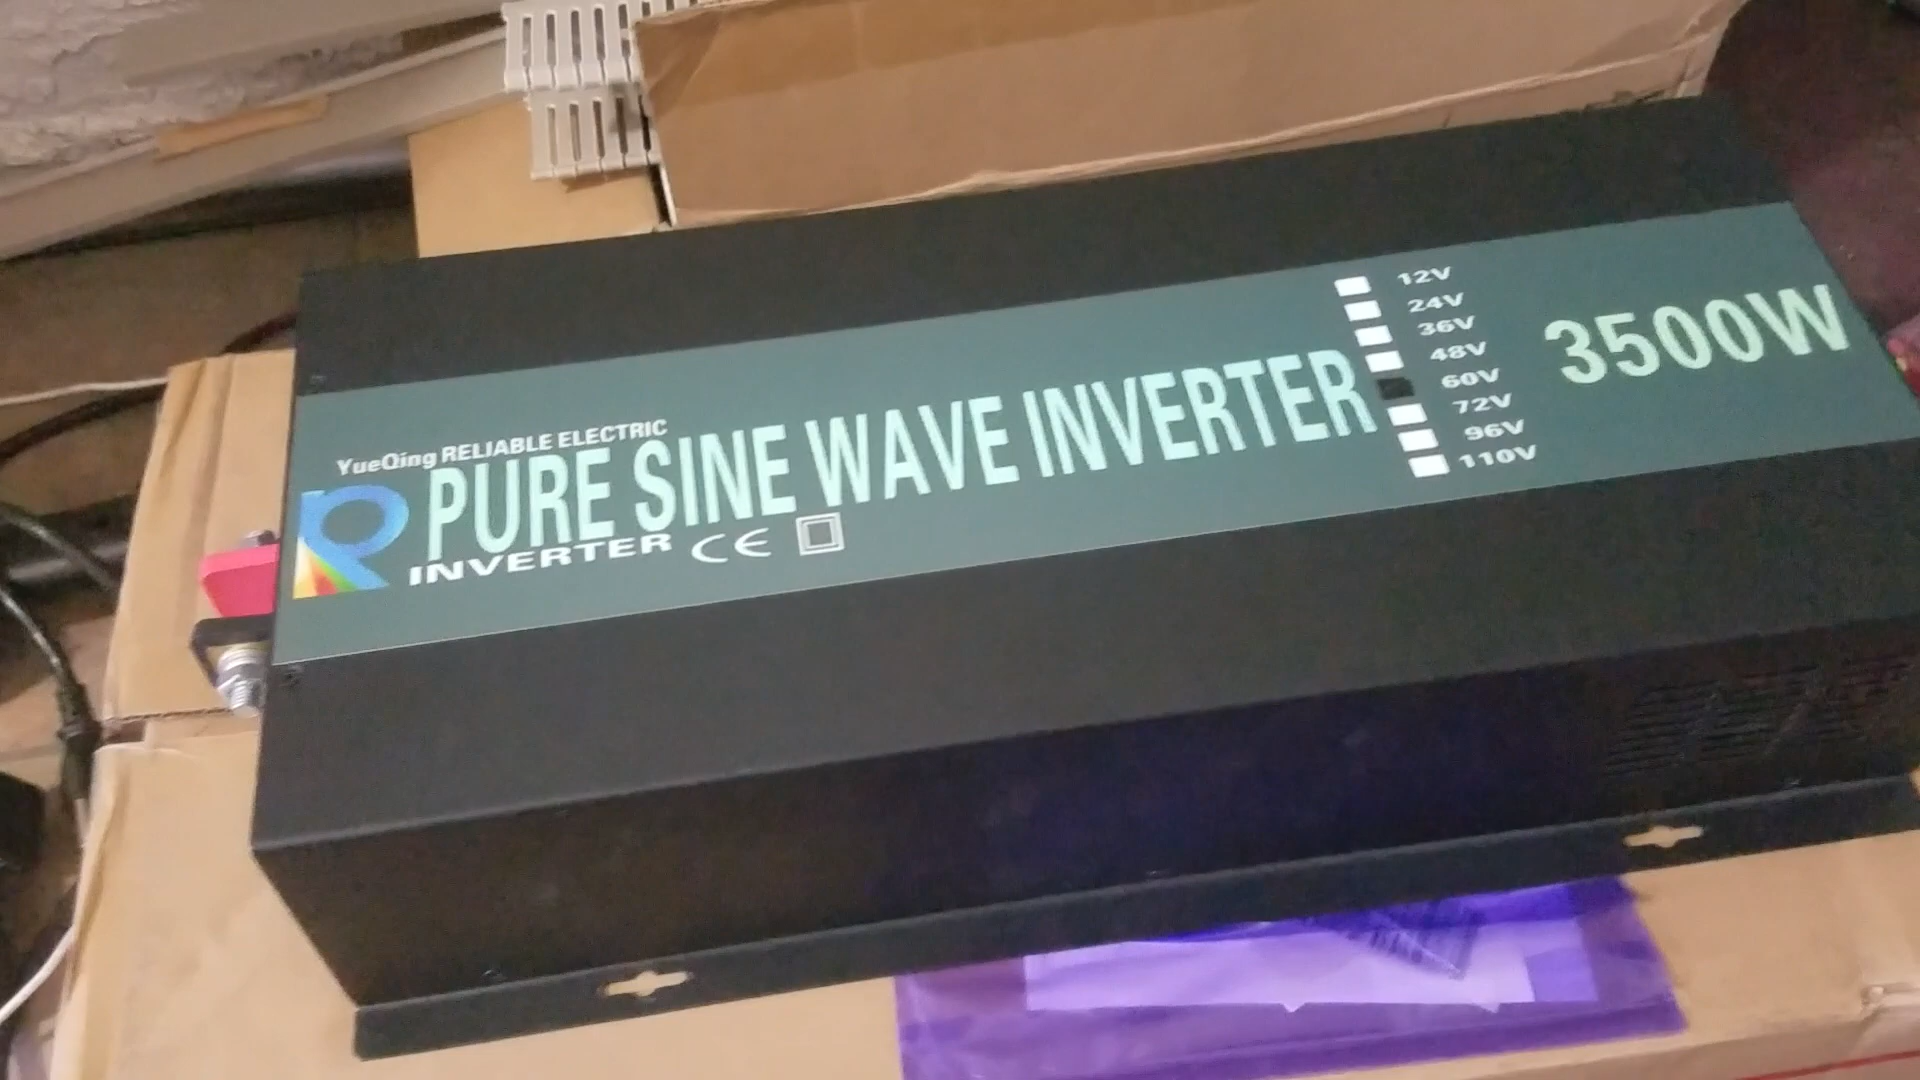 YueQing RELIABLE ELECTRIC
PURE SINE WAVE INVERTER
INVERTER CE
12V
24V
36V
48V
60V
72V
96V
110V
3500W